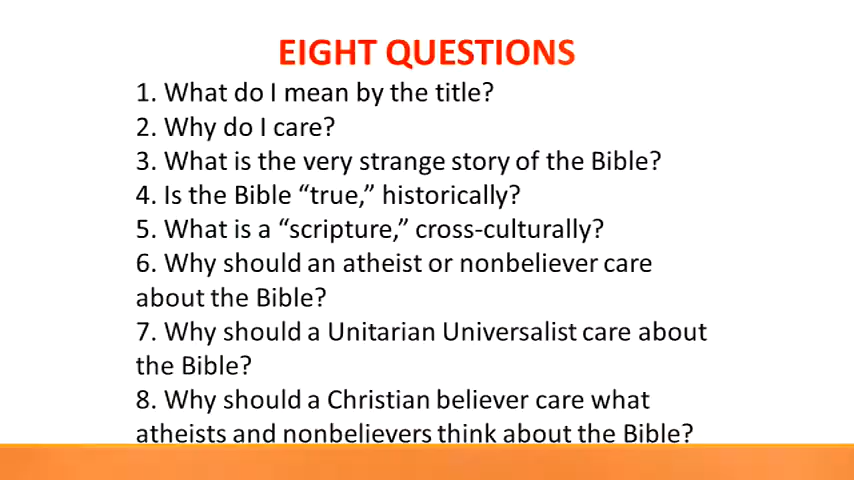 EIGHT QUESTIONS
1. What do I mean by the title?
2. Why do I care?
3. What is the very strange story of the Bible?
4. Is the Bible “true,” historically?
5. What is a “scripture,” cross-culturally?
6. Why should an atheist or nonbeliever care
about the Bible?
7. Why should a Unitarian Universalist care about
the Bible?
8. Why should a Christian believer care what
atheists and nonbelievers think about the Bible?